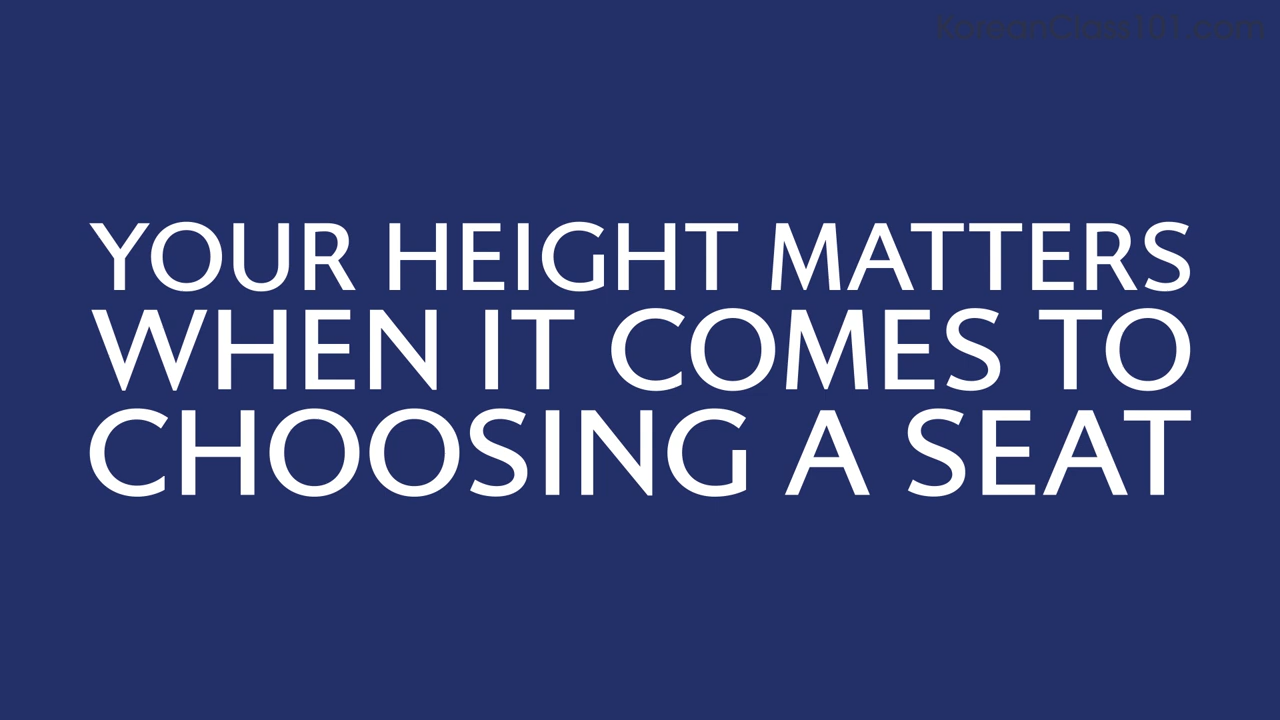 KoreanClass101.com
YOUR HEIGHT MATTERS
WHEN IT COMES TO
CHOOSING A SEAT